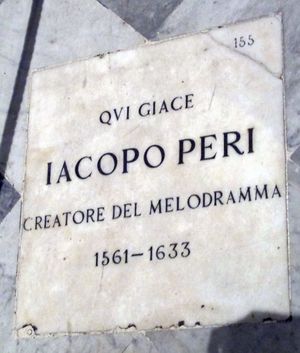 155
QVI GIACE
IACOPO PERI
CREATORE DEL MELODRAMMA
1561-1633